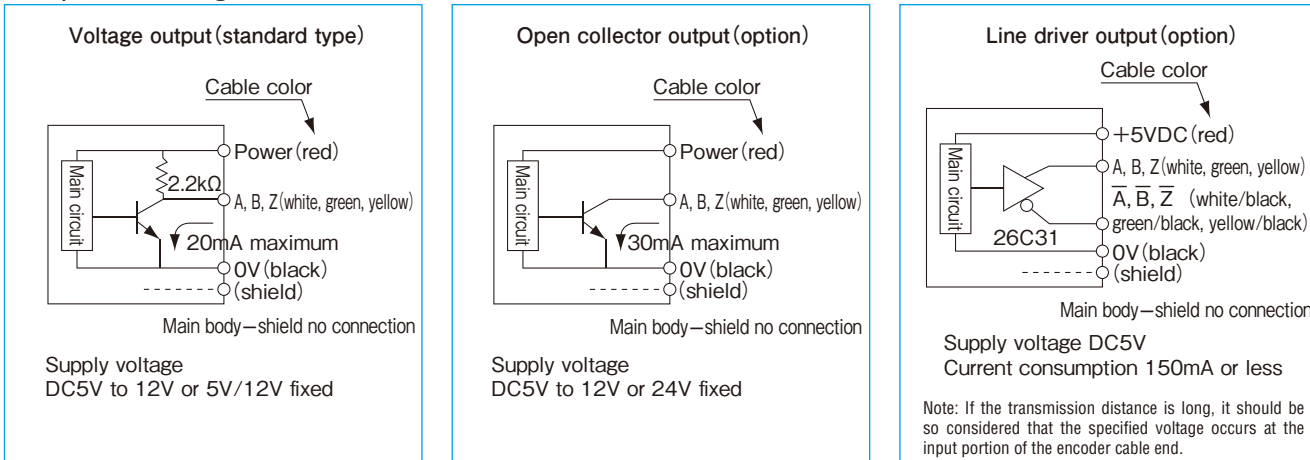 Voltage output(standard type)
Cable color
Main circuit
Power(red)
2.2kΩ
A, B, Z(white, green, yellow)
20mA maximum
0V(black)
(shield)
Main body—shield no connection
Supply voltage
DC5V to 12V or 5V/12V fixed
Open collector output(option)
Cable color
Main circuit
Power(red)
A, B, Z(white, green, yellow)
30mA maximum
0V(black)
(shield)
Main body—shield no connection
Supply voltage
DC5V to 12V or 24V fixed
Line driver output(option)
Cable color
Main circuit
+5VDC(red)
A, B, Z(white, green, yellow)
A̅, B̅, Z̅ (white/black,
green/black, yellow/black)
26C31
0V(black)
(shield)
Main body—shield no connection
Supply voltage DC5V
Current consumption 150mA or less
Note: If the transmission distance is long, it should be
so considered that the specified voltage occurs at the
input portion of the encoder cable end.